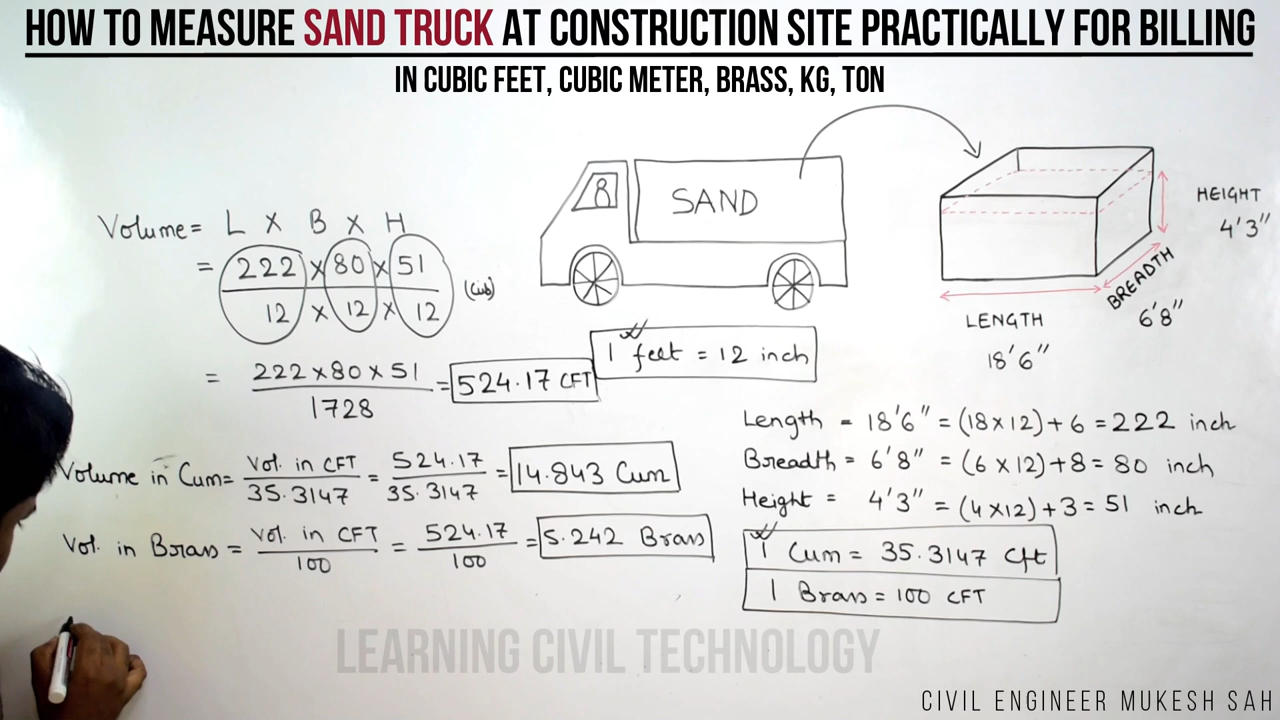 HOW TO MEASURE SAND TRUCK AT CONSTRUCTION SITE PRACTICALLY FOR BILLING
IN CUBIC FEET, CUBIC METER, BRASS, KG, TON
SAND
HEIGHT
4'3"
BREADTH
6'8"
LENGTH
18'6"
Volume = L X B X H
= 222 × 80 × 51
12 × 12 × 12
1 feet = 12 inch
= 222×80×51 = 524.17 CFT
1728
Length = 18'6" = (18×12)+6 = 222 inch
Breadth = 6'8" = (6×12)+8 = 80 inch
Height = 4'3" = (4×12)+3 = 51 inch
Volume in Cum = Vol. in CFT = 524.17 = 14.843 Cum
35.3147 35.3147
Vol. in Brass = Vol. in CFT = 524.17 = 5.242 Brass
100 100
1 Cum = 35.3147 Cft
1 Brass = 100 CFT
LEARNING CIVIL TECHNOLOGY
CIVIL ENGINEER MUKESH SAH